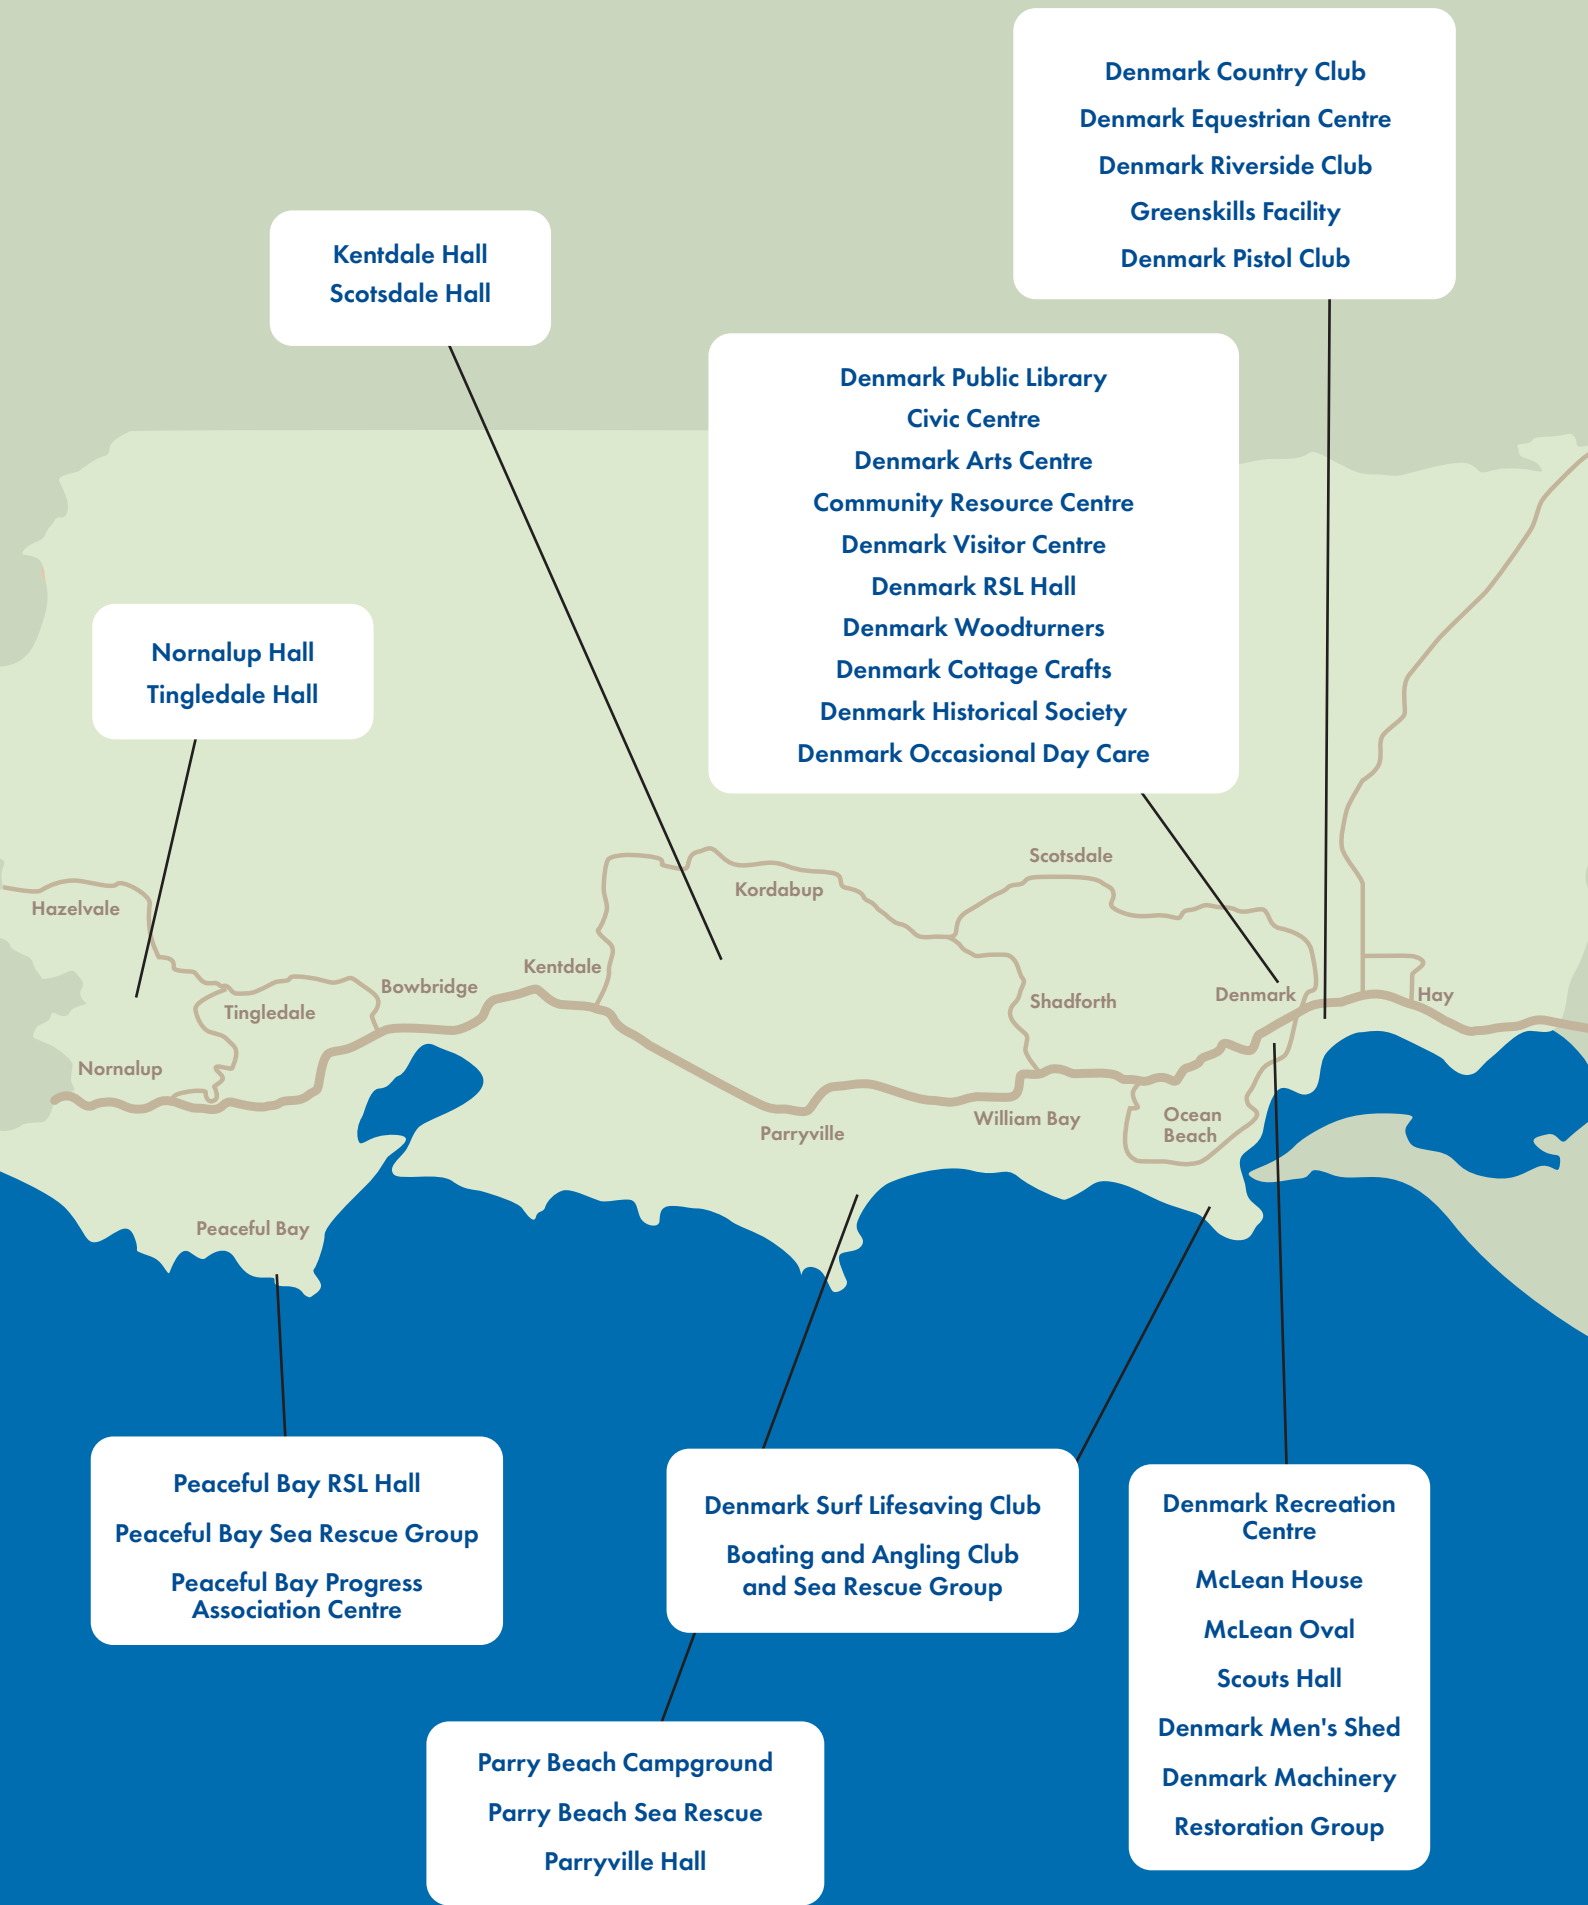 Denmark Country Club
Denmark Equestrian Centre
Denmark Riverside Club
Greenskills Facility
Denmark Pistol Club
Kentdale Hall
Scotsdale Hall
Denmark Public Library
Civic Centre
Denmark Arts Centre
Community Resource Centre
Denmark Visitor Centre
Denmark RSL Hall
Denmark Woodturners
Denmark Cottage Crafts
Denmark Historical Society
Denmark Occasional Day Care
Nornalup Hall
Tingledale Hall
Scotsdale
Kordabup
Hazelvale
Kentdale
Bowbridge
Tingledale
Shadforth
Denmark
Hay
Nornalup
Parryville
William Bay
Ocean
Beach
Peaceful Bay
Peaceful Bay RSL Hall
Peaceful Bay Sea Rescue Group
Peaceful Bay Progress
Association Centre
Denmark Surf Lifesaving Club
Boating and Angling Club
and Sea Rescue Group
Denmark Recreation
Centre
McLean House
McLean Oval
Scouts Hall
Denmark Men's Shed
Denmark Machinery
Restoration Group
Parry Beach Campground
Parry Beach Sea Rescue
Parryville Hall